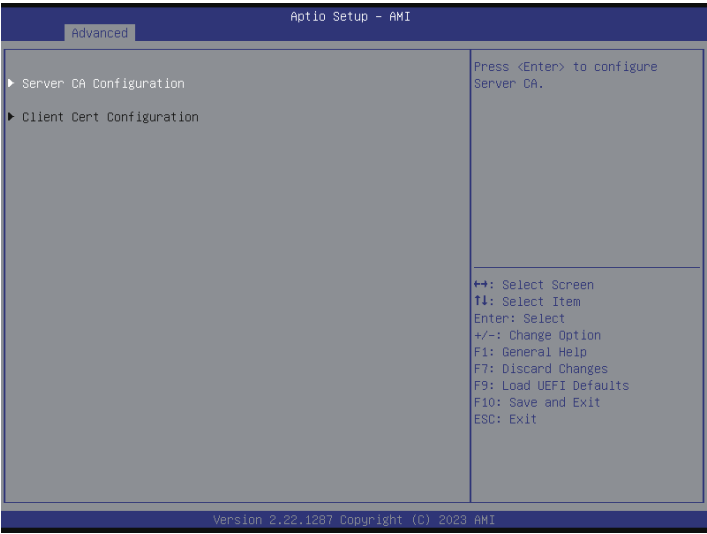 Aptio Setup – AMI
Advanced
Server CA Configuration
Client Cert Configuration
Press <Enter> to configure
Server CA.
↔: Select Screen
↑↓: Select Item
Enter: Select
+/-: Change Option
F1: General Help
F7: Discard Changes
F9: Load UEFI Defaults
F10: Save and Exit
ESC: Exit
Version 2.22.1287 Copyright (C) 2023 AMI